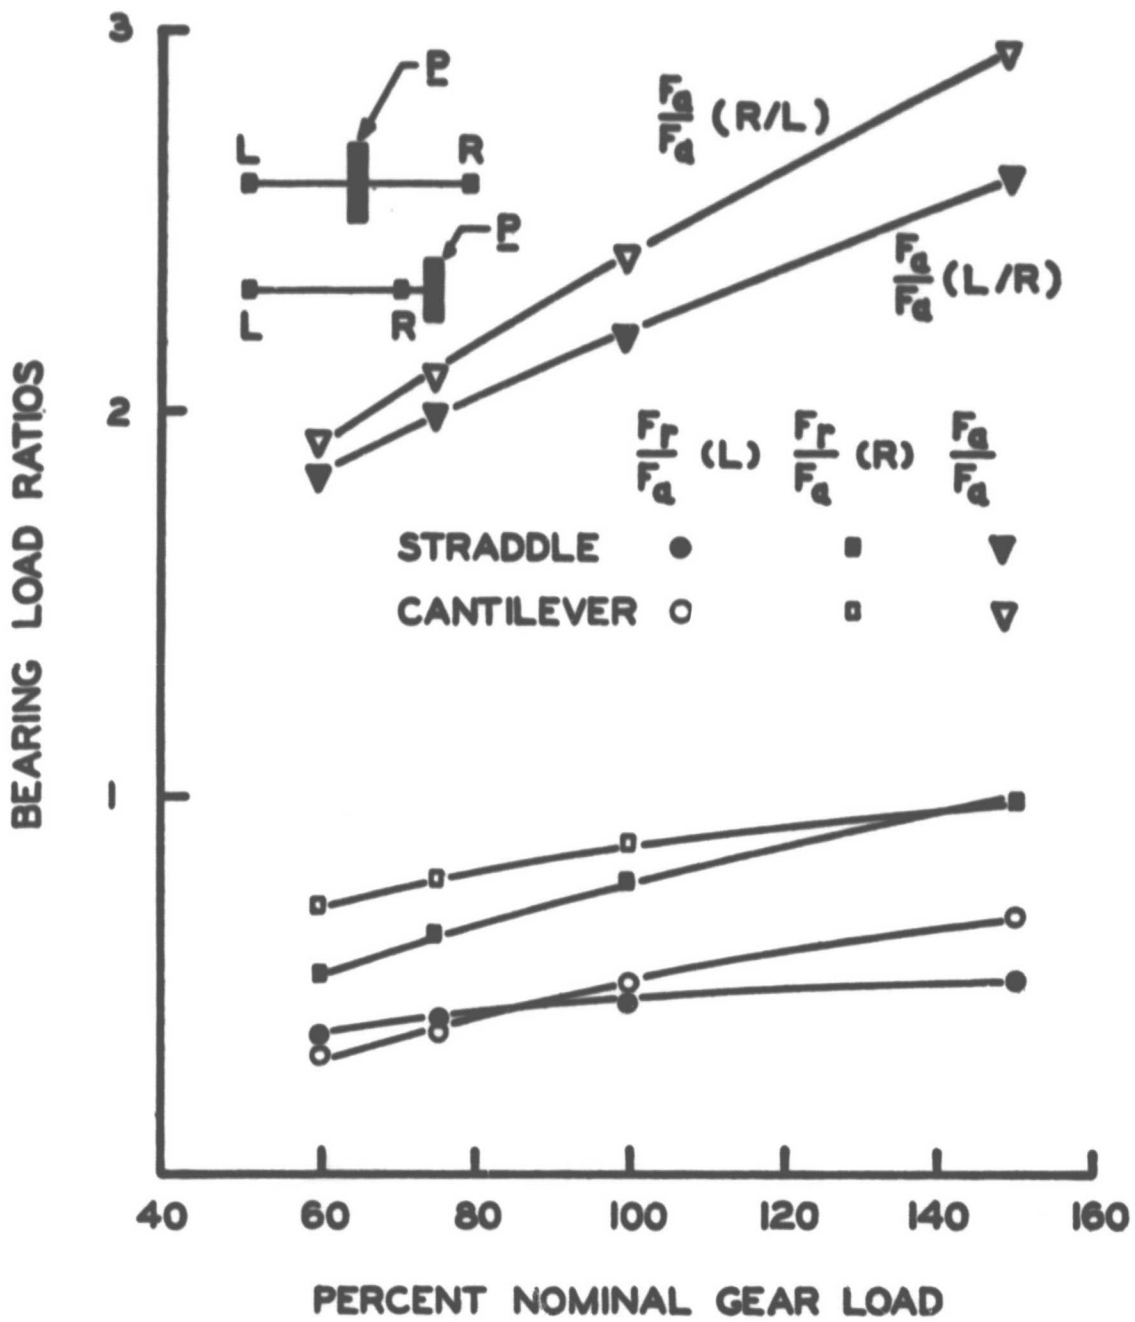 3
P
L R
P
L R
Fa
Fa (R/L)
Fa
Fa (L/R)
2
Fr
Fa (L) Fr
Fa (R) Fa
Fa
STRADDLE
CANTILEVER
1
BEARING LOAD RATIOS
40 60 80 100 120 140 160
PERCENT NOMINAL GEAR LOAD